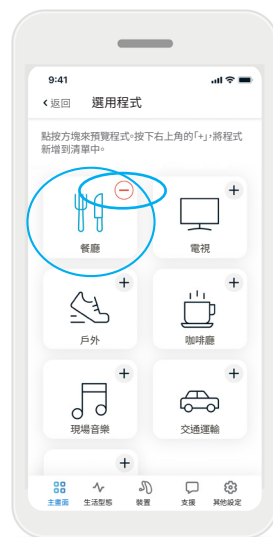 9:41
返回 選用程式
點按方塊來預覽程式。按下右上角的「+」,將程式
新增到清單中。
餐廳
+
電視
+
戶外
+
咖啡廳
+
現場音樂
+
交通運輸
+
主畫面 生活型態 裝置 支援 其他設定